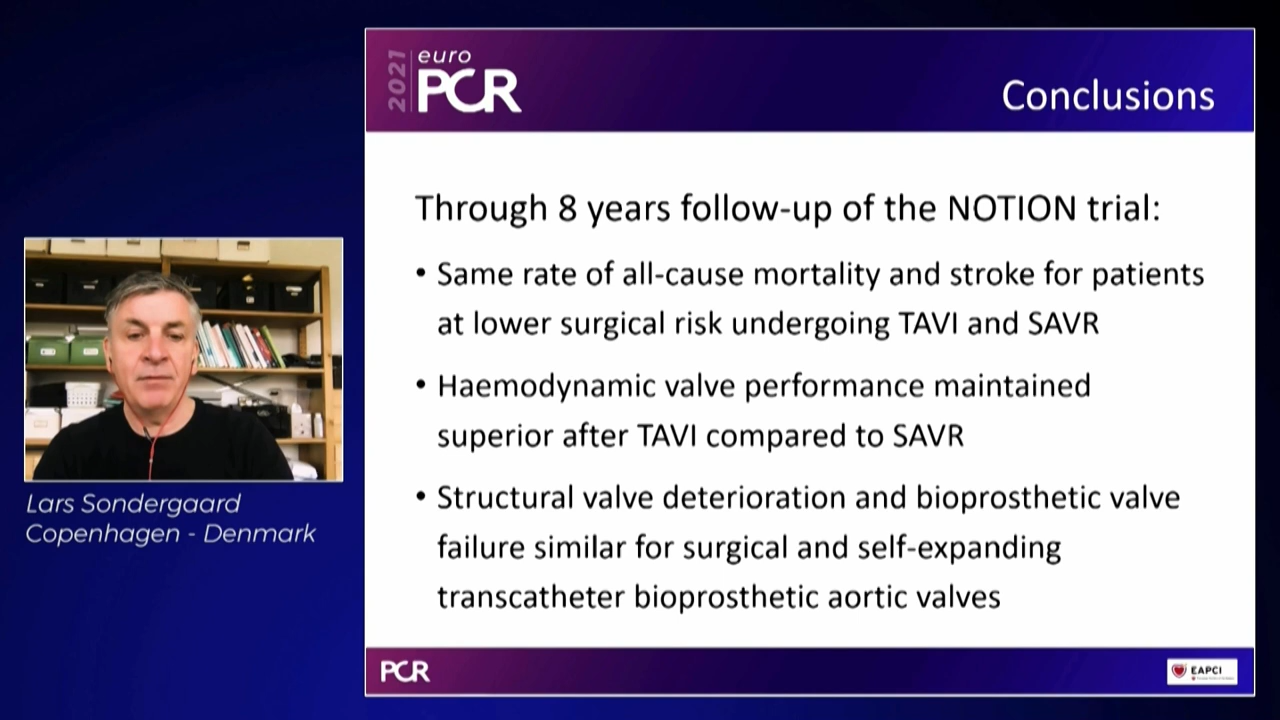 2021
euro
PCR
Conclusions
Through 8 years follow-up of the NOTION trial:
• Same rate of all-cause mortality and stroke for patients
at lower surgical risk undergoing TAVI and SAVR
• Haemodynamic valve performance maintained
superior after TAVI compared to SAVR
• Structural valve deterioration and bioprosthetic valve
failure similar for surgical and self-expanding
transcatheter bioprosthetic aortic valves
Lars Sondergaard
Copenhagen - Denmark
PCR
EAPCI